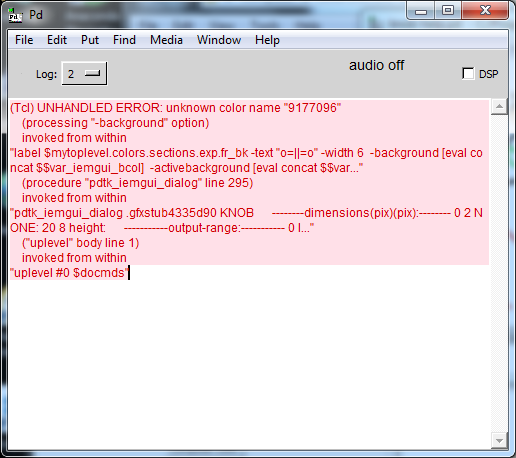 Pd
File Edit Put Find Media Window Help
audio off
Log: 2 DSP
(Tcl) UNHANDLED ERROR: unknown color name "9177096"
(processing "-background" option)
invoked from within
"label $mytoplevel.colors.sections.exp.fr_bk -text "o=||=o" -width 6 -background [eval co
ncat $$var_iemgui_bcol] -activebackground [eval concat $$var..."
(procedure "pdtk_iemgui_dialog" line 295)
invoked from within
"pdtk_iemgui_dialog .gfxstub4335d90 KNOB --------dimensions(pix)(pix):-------- 0 2 N
ONE: 20 8 height: -----------output-range:----------- 0 l..."
("uplevel" body line 1)
invoked from within
"uplevel #0 $docmds"